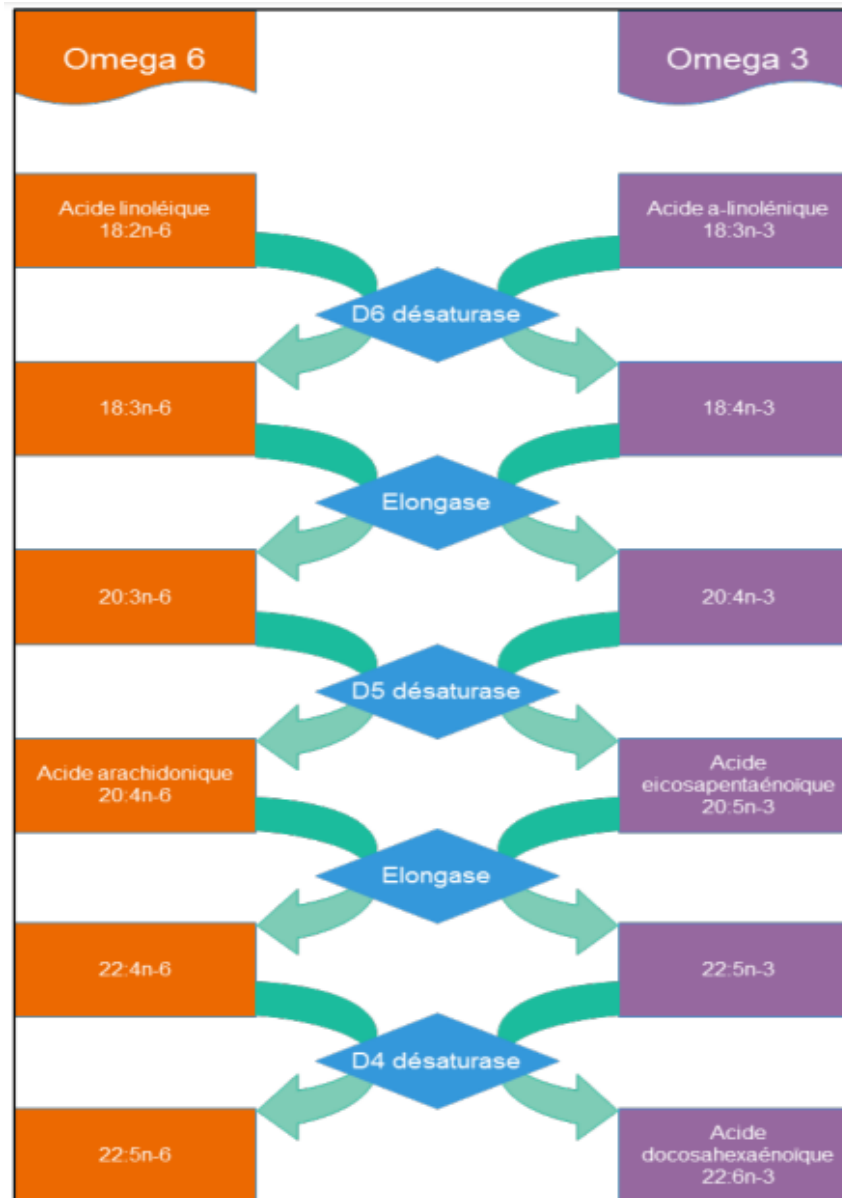 Omega 6
Omega 3
Acide linoléique
18:2n-6
Acide a-linolénique
18:3n-3
D6 désaturase
18:3n-6
18:4n-3
Elongase
20:3n-6
20:4n-3
D5 désaturase
Acide arachidonique
20:4n-6
Acide
eicosapentaénoïque
20:5n-3
Elongase
22:4n-6
22:5n-3
D4 désaturase
22:5n-6
Acide
docosahexaénoïque
22:6n-3